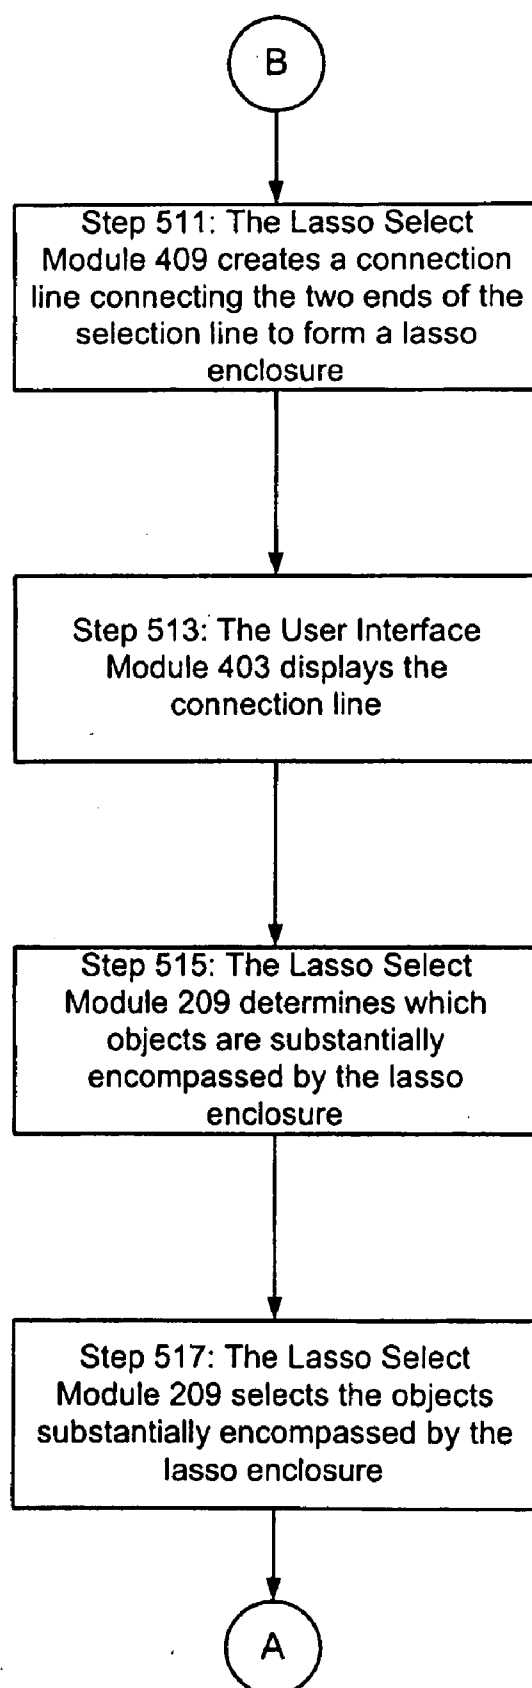 B
Step 511: The Lasso Select
Module 409 creates a connection
line connecting the two ends of the
selection line to form a lasso
enclosure
Step 513: The User Interface
Module 403 displays the
connection line
Step 515: The Lasso Select
Module 209 determines which
objects are substantially
encompassed by the lasso
enclosure
Step 517: The Lasso Select
Module 209 selects the objects
substantially encompassed by the
lasso enclosure
A